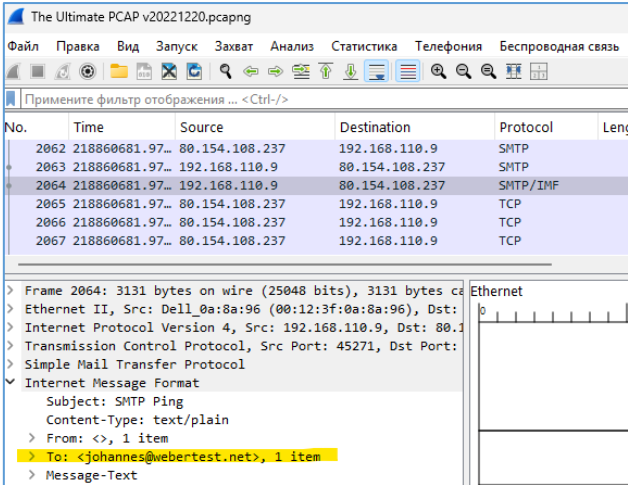 The Ultimate PCAP v20221220.pcapng
Файл Правка Вид Запуск Захват Анализ Статистика Телефония Беспроводная связь
Примените фильтр отображения ... <Ctrl-/>
No. Time Source Destination Protocol Leng
2062 218860681.97… 80.154.108.237 192.168.110.9 SMTP
2063 218860681.97… 192.168.110.9 80.154.108.237 SMTP
2064 218860681.97… 192.168.110.9 80.154.108.237 SMTP/IMF
2065 218860681.97… 80.154.108.237 192.168.110.9 TCP
2066 218860681.97… 80.154.108.237 192.168.110.9 TCP
2067 218860681.97… 80.154.108.237 192.168.110.9 TCP
Frame 2064: 3131 bytes on wire (25048 bits), 3131 bytes ca
Ethernet II, Src: Dell_0a:8a:96 (00:12:3f:0a:8a:96), Dst:
Internet Protocol Version 4, Src: 192.168.110.9, Dst: 80.1
Transmission Control Protocol, Src Port: 45271, Dst Port:
Simple Mail Transfer Protocol
Internet Message Format
Subject: SMTP Ping
Content-Type: text/plain
From: <>, 1 item
To: <johannes@webertest.net>, 1 item
Message-Text
Ethernet
0